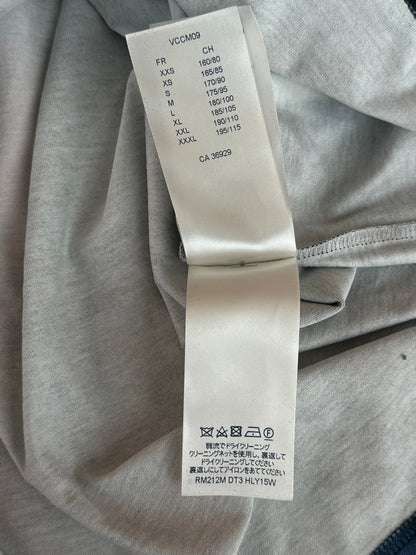 VCCM09
FR CH
XXS 160/80
XS 165/85
S 170/90
M 175/95
L 180/100
XL 185/105
XXL 190/110
XXXL 195/115
CA 36929
弱流でドライクリーニング
クリーニングネットを使用し、裏返して
ドライクリーニングしてください
裏返しにしてアイロンをあててください
RM212M DT3 HLY15W